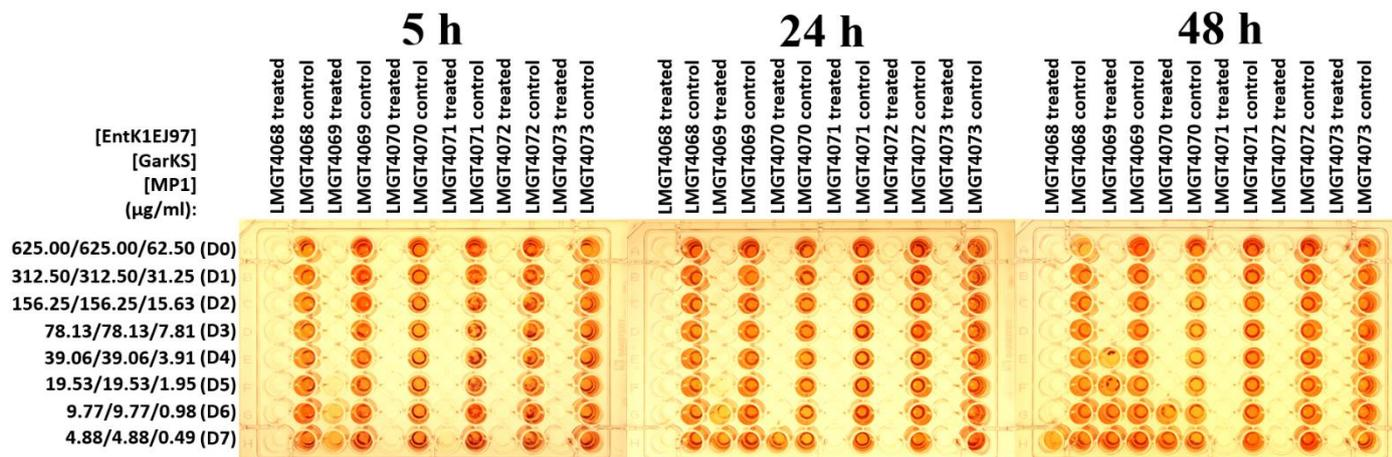 5 h
24 h
48 h
LMGT4068 treated
LMGT4068 control
LMGT4069 treated
LMGT4069 control
LMGT4070 treated
LMGT4070 control
LMGT4071 treated
LMGT4071 control
LMGT4072 treated
LMGT4072 control
LMGT4073 treated
LMGT4073 control
LMGT4068 treated
LMGT4068 control
LMGT4069 treated
LMGT4069 control
LMGT4070 treated
LMGT4070 control
LMGT4071 treated
LMGT4071 control
LMGT4072 treated
LMGT4072 control
LMGT4073 treated
LMGT4073 control
LMGT4068 treated
LMGT4068 control
LMGT4069 treated
LMGT4069 control
LMGT4070 treated
LMGT4070 control
LMGT4071 treated
LMGT4071 control
LMGT4072 treated
LMGT4072 control
LMGT4073 treated
LMGT4073 control
[EntK1EJ97]
[GarKS]
[MP1]
(µg/ml):
625.00/625.00/62.50 (D0)
312.50/312.50/31.25 (D1)
156.25/156.25/15.63 (D2)
78.13/78.13/7.81 (D3)
39.06/39.06/3.91 (D4)
19.53/19.53/1.95 (D5)
9.77/9.77/0.98 (D6)
4.88/4.88/0.49 (D7)